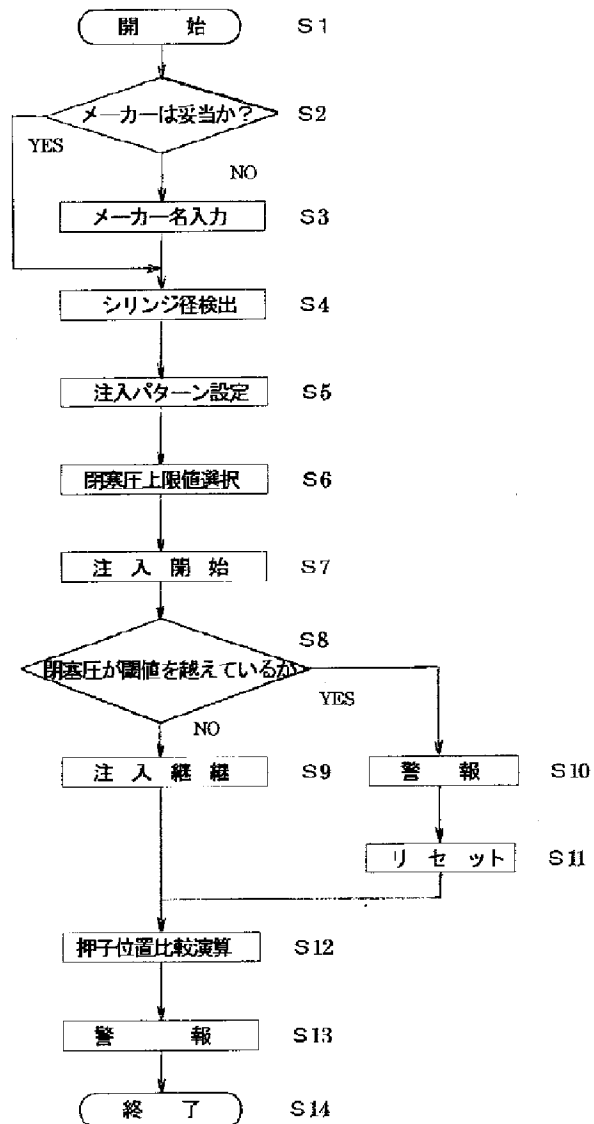 開 始 S1
メーカーは妥当か? S2
YES
NO
メーカー名入力 S3
シリンジ径検出 S4
注入パターン設定 S5
閉塞圧上限値選択 S6
注 入 開 始 S7
S8
閉塞圧が閾値を越えているか
YES
NO
注 入 継 継 S9
警 報 S10
リ セ ッ ト S11
押子位置比較演算 S12
警 報 S13
終 了 S14